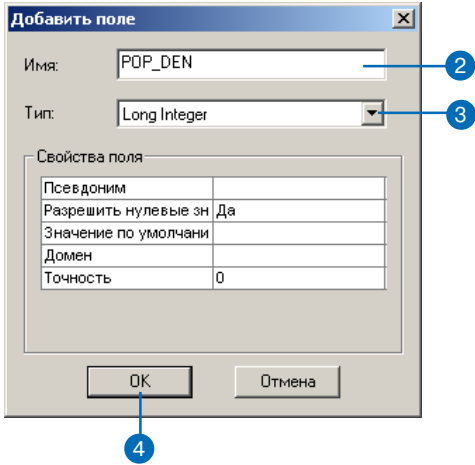 Добавить поле
Имя: POP_DEN 2
Тип: Long Integer 3
Свойства поля
Псевдоним
Разрешить нулевые зн Да
Значение по умолчани
Домен
Точность 0
OK Отмена
4